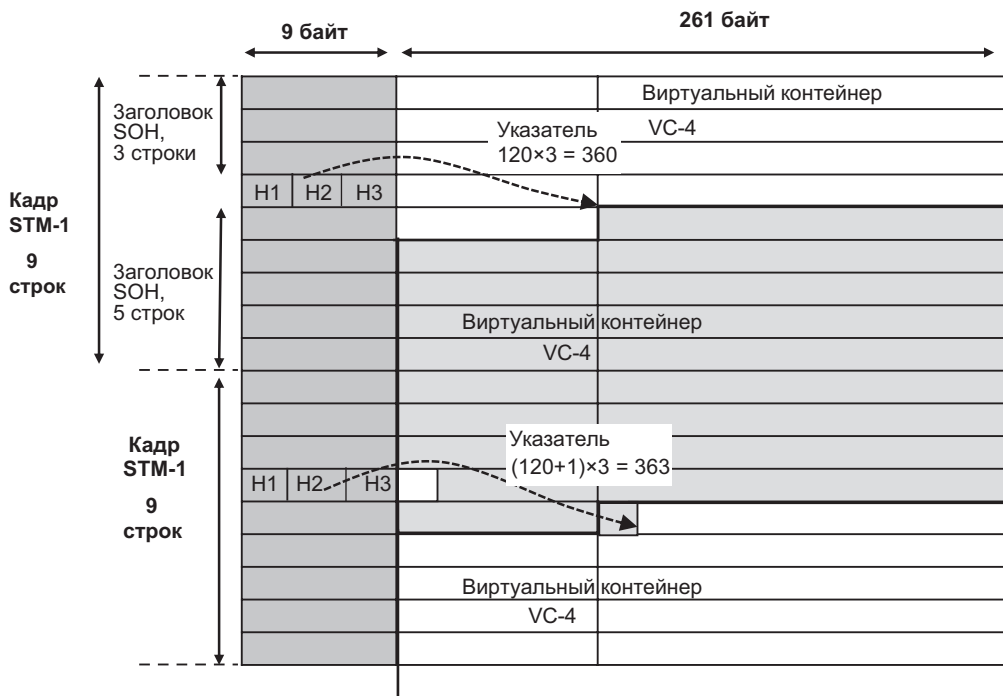 9 байт
261 байт
Заголовок
SOH,
3 строки
Виртуальный контейнер
VC-4
Указатель
120×3 = 360
H1 H2 H3
Кадр
STM-1
9
строк
Заголовок
SOH,
5 строк
Виртуальный контейнер
VC-4
Кадр
STM-1
9
строк
Указатель
(120+1)×3 = 363
H1 H2 H3
Виртуальный контейнер
VC-4